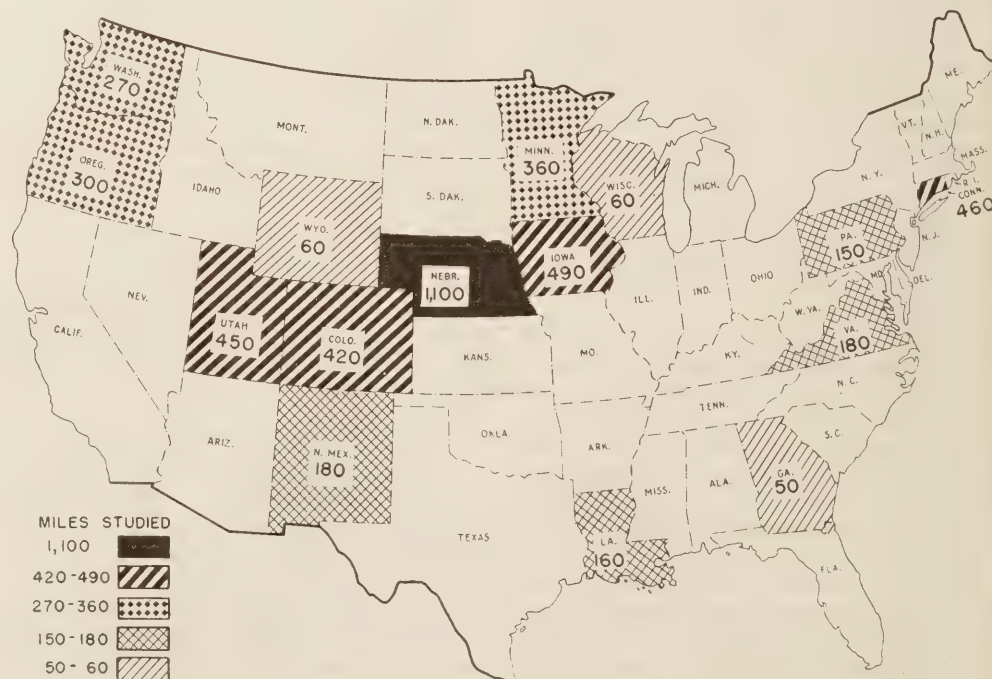 WASH.
270
OREG.
300
CALIF.
NEV.
IDAHO
MONT.
WYO.
60
UTAH
450
COLO.
420
ARIZ.
N. MEX.
180
N. DAK.
S. DAK.
NEBR.
1,100
KANS.
OKLA.
TEXAS
MINN.
360
IOWA
490
MO.
ARK.
LA.
160
WISC.
60
ILL.
MICH.
IND.
OHIO
KY.
TENN.
MISS.
ALA.
GA.
50
FLA.
S.C.
N.C.
VA.
180
W. VA.
MD.
DEL.
PA.
150
N.J.
N.Y.
VT.
N.H.
ME.
MASS.
R.I.
CONN.
460
MILES STUDIED
1,100
420-490
270-360
150-180
50-60